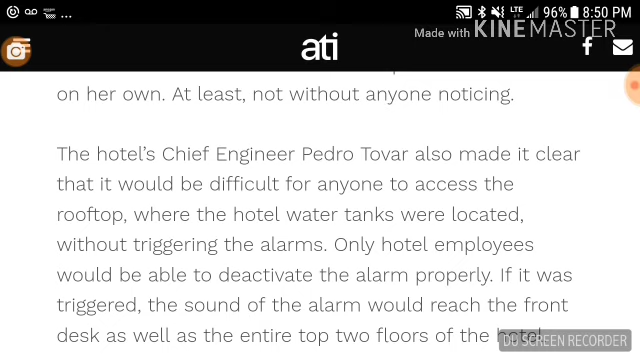 LTE 96% 8:50 PM
Made with KINEMASTER
ati
on her own. At least, not without anyone noticing.
The hotel's Chief Engineer Pedro Tovar also made it clear
that it would be difficult for anyone to access the
rooftop, where the hotel water tanks were located,
without triggering the alarms. Only hotel employees
would be able to deactivate the alarm properly. If it was
triggered, the sound of the alarm would reach the front
desk as well as the entire top two floors of the hotel
DU SCREEN RECORDER